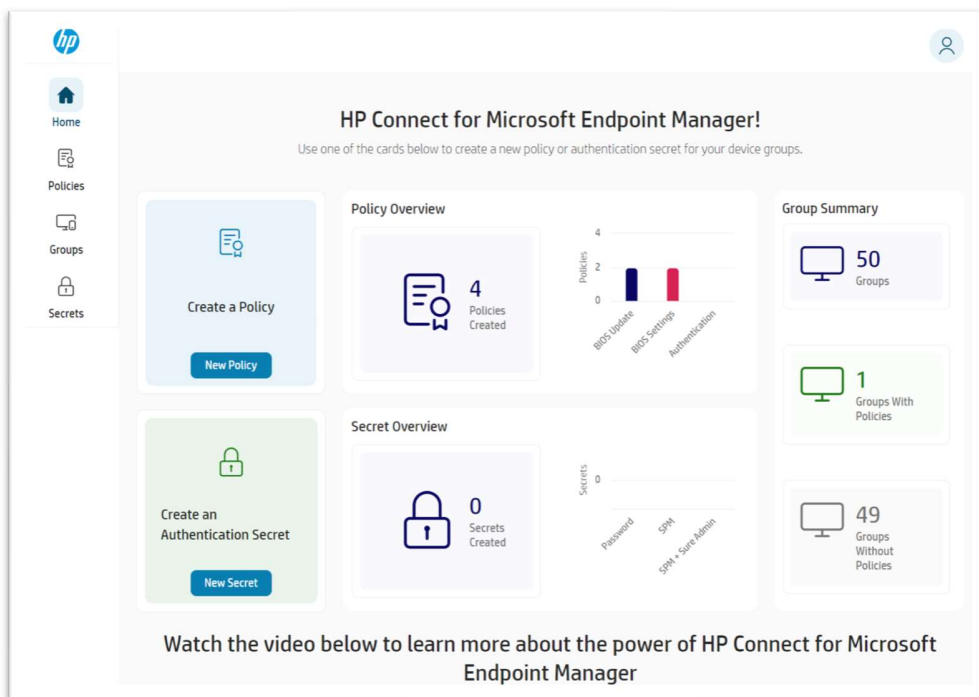 hp
Home
Policies
Groups
Secrets
HP Connect for Microsoft Endpoint Manager!
Use one of the cards below to create a new policy or authentication secret for your device groups.
Create a Policy
New Policy
Policy Overview
4
Policies
Created
Policies
4
2
0
BIOS Update
BIOS Settings
Authentication
Group Summary
50
Groups
1
Groups With
Policies
49
Groups
Without
Policies
Create an
Authentication Secret
New Secret
Secret Overview
0
Secrets
Created
Secrets
0
Password
SPM
SPM + Sure Admin
Watch the video below to learn more about the power of HP Connect for Microsoft
Endpoint Manager